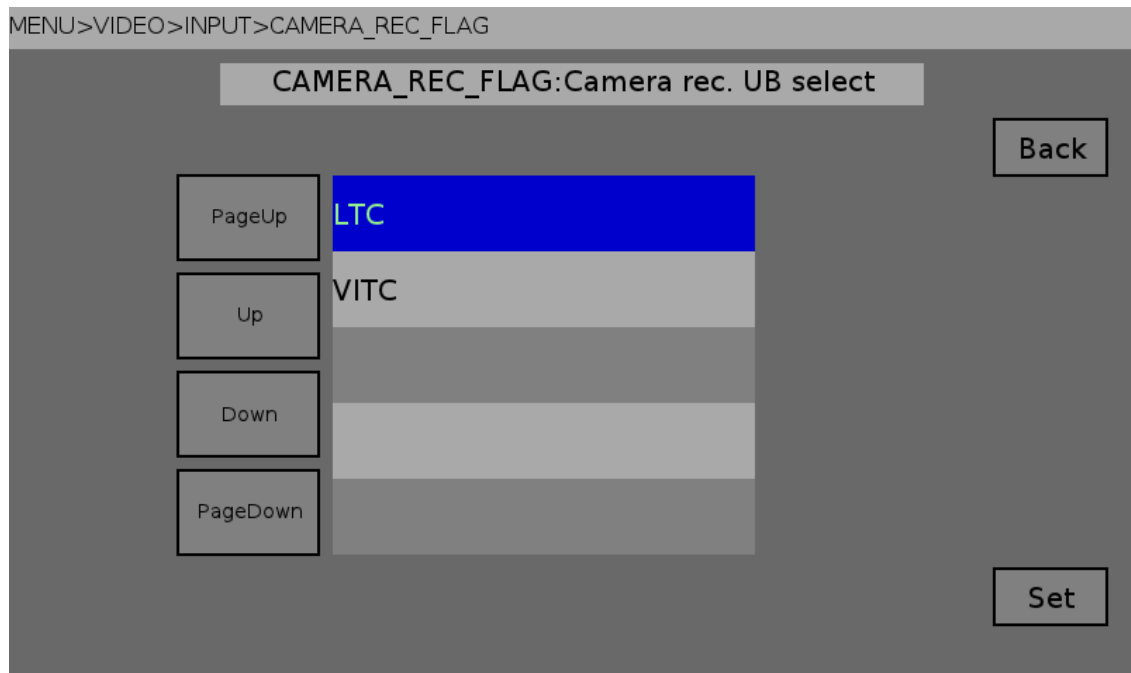 MENU>VIDEO>INPUT>CAMERA_REC_FLAG
CAMERA_REC_FLAG:Camera rec. UB select
Back
PageUp
LTC
Up
VITC
Down
PageDown
Set